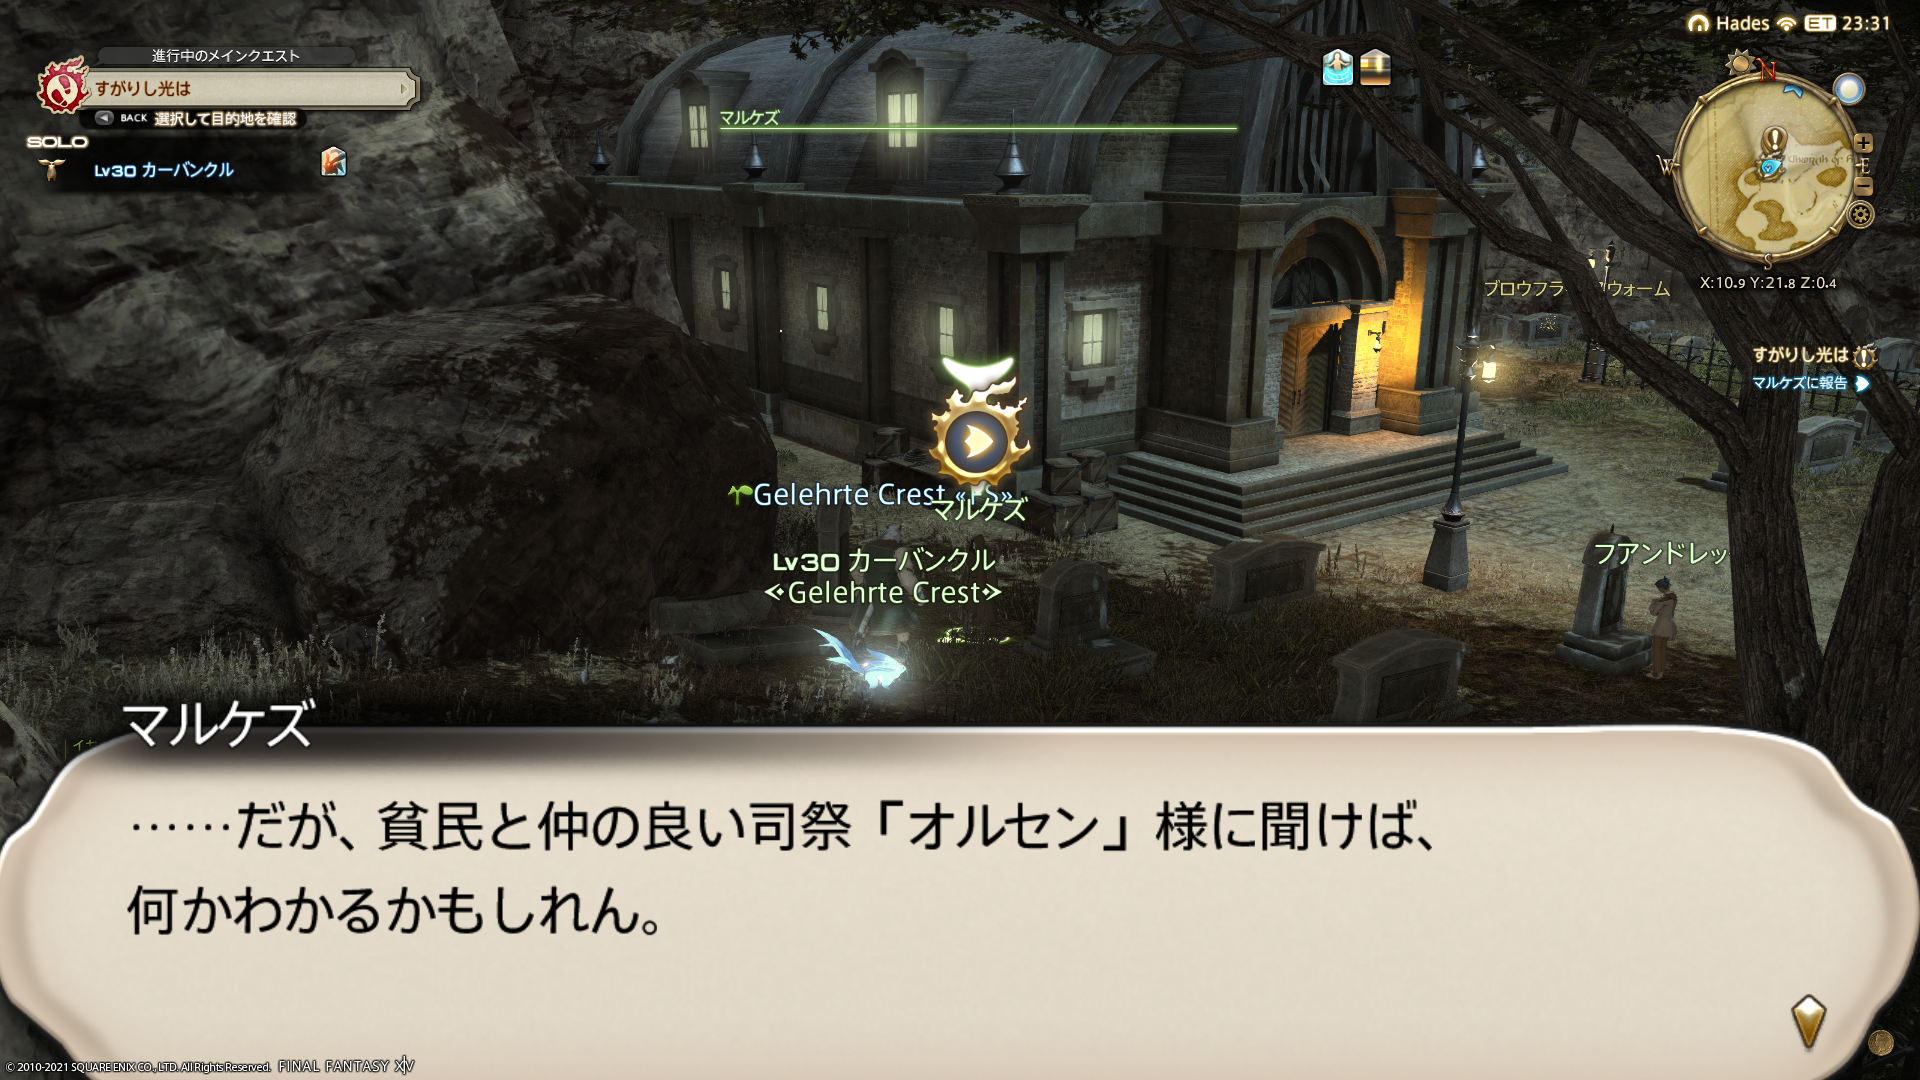 Hades ET 23:31
進行中のメインクエスト
すがりし光は
BACK 選択して目的地を確認
SOLO
Lv30 カーバンクル
マルケズ
N
W
E
S
X:10.9 Y:21.8 Z:0.4
ブロウフラ
ウォーム
すがりし光は
マルケズに報告
Gelehrte Crest
マルケズ
Lv30 カーバンクル
Gelehrte Crest
フアンドレッ
マルケズ
……だが、貧民と仲の良い司祭「オルセン」様に聞けば、
何かわかるかもしれん。
© 2010-2021 SQUARE ENIX CO., LTD. All Rights Reserved. FINAL FANTASY XIV